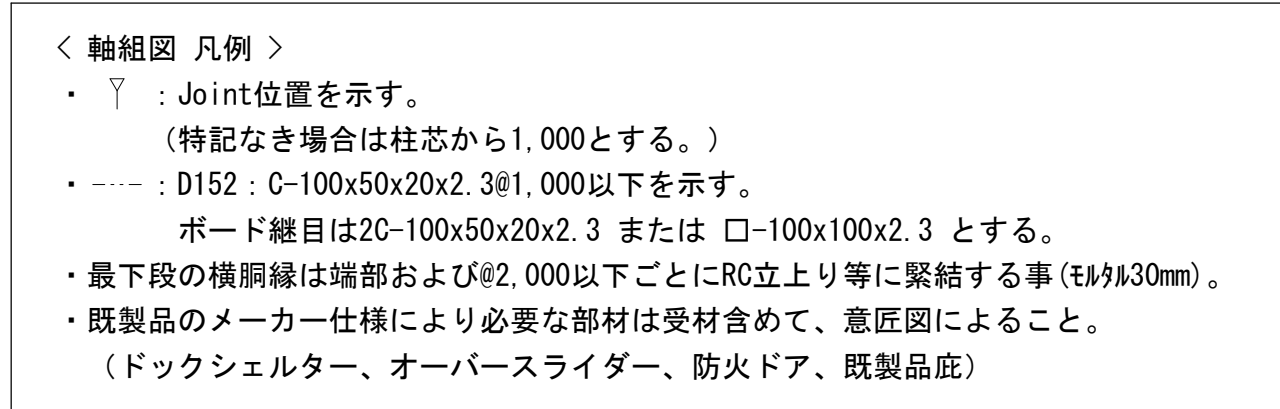 < 軸組図 凡例 >
・ :Joint位置を示す。
(特記なき場合は柱芯から1,000とする。)
・ :D152:C-100x50x20x2.3@1,000以下を示す。
ボード継目は2C-100x50x20x2.3 または □-100x100x2.3 とする。
・最下段の横胴縁は端部および@2,000以下ごとにRC立上り等に緊結する事(ﾓﾙﾀﾙ30mm)。
・既製品のメーカー仕様により必要な部材は受材含めて、意匠図によること。
(ドックシェルター、オーバースライダー、防火ドア、既製品庇)